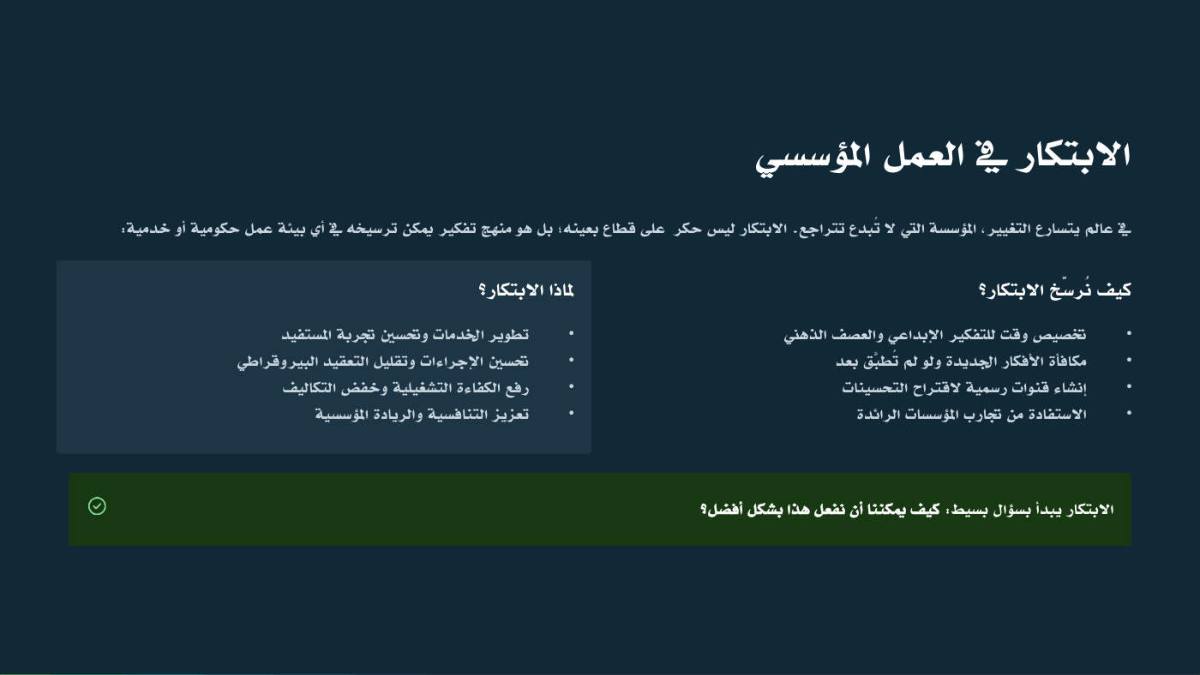 الابتكار في العمل المؤسسي
في عالم يتسارع التغيير، المؤسسة التي لا تُبدع تتراجع. الابتكار ليس حكر على قطاع بعينه؛ بل هو منهج تفكير يمكن ترسيخه في أي بيئة عمل حكومية أو خدمية:
كيف نُرسّخ الابتكار؟
• تخصيص وقت للتفكير الإبداعي والعصف الذهني
• مكافأة الأفكار الجديدة ولو لم تُطبَّق بعد
• إنشاء قنوات رسمية لاقتراح التحسينات
• الاستفادة من تجارب المؤسسات الرائدة
لماذا الابتكار؟
• تطوير الخدمات وتحسين تجربة المستفيد
• تحسين الإجراءات وتقليل التعقيد البيروقراطي
• رفع الكفاءة التشغيلية وخفض التكاليف
• تعزيز التنافسية والريادة المؤسسية
الابتكار يبدأ بسؤال بسيط: كيف يمكننا أن نفعل هذا بشكل أفضل؟